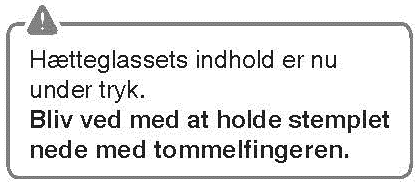 Hætteglassets indhold er nu
under tryk.
Bliv ved med at holde stemplet
nede med tommelfingeren.